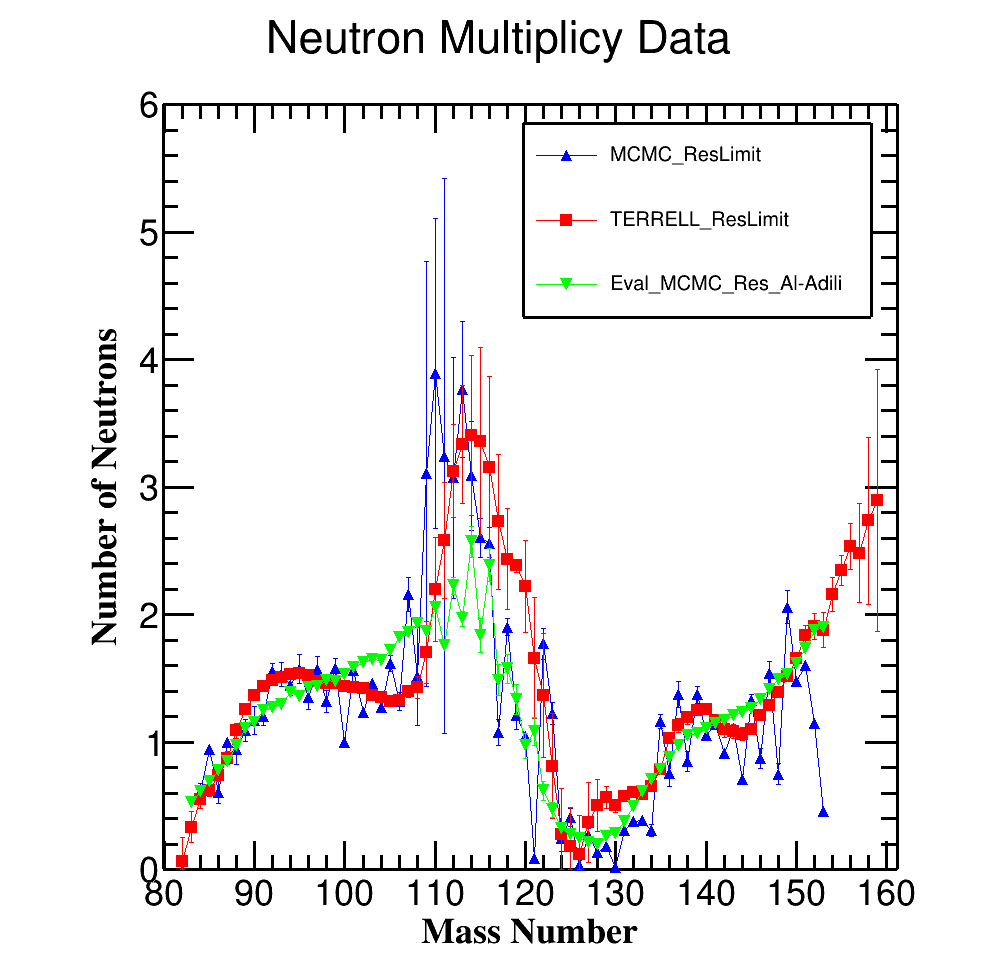 Neutron Multiplicy Data
6
5
4
3
2
1
0
Number of Neutrons
MCMC_ResLimit
TERRELL_ResLimit
Eval_MCMC_Res_Al-Adili
80 90 100 110 120 130 140 150 160
Mass Number